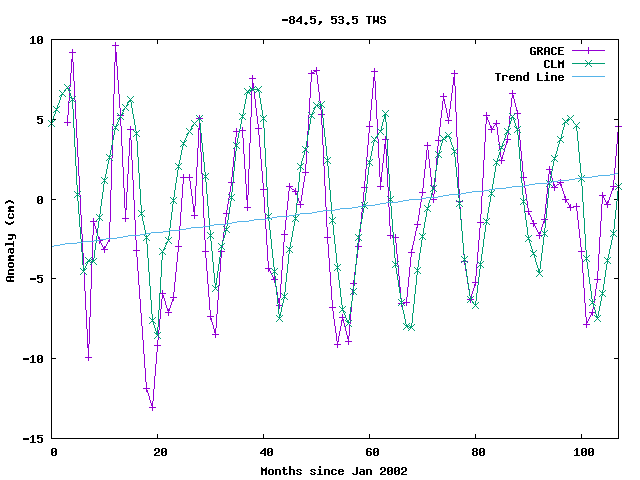 -84.5, 53.5 TWS
GRACE
CLM
Trend Line
10
5
0
-5
-10
-15
Anomaly (cm)
0 20 40 60 80 100
Months since Jan 2002